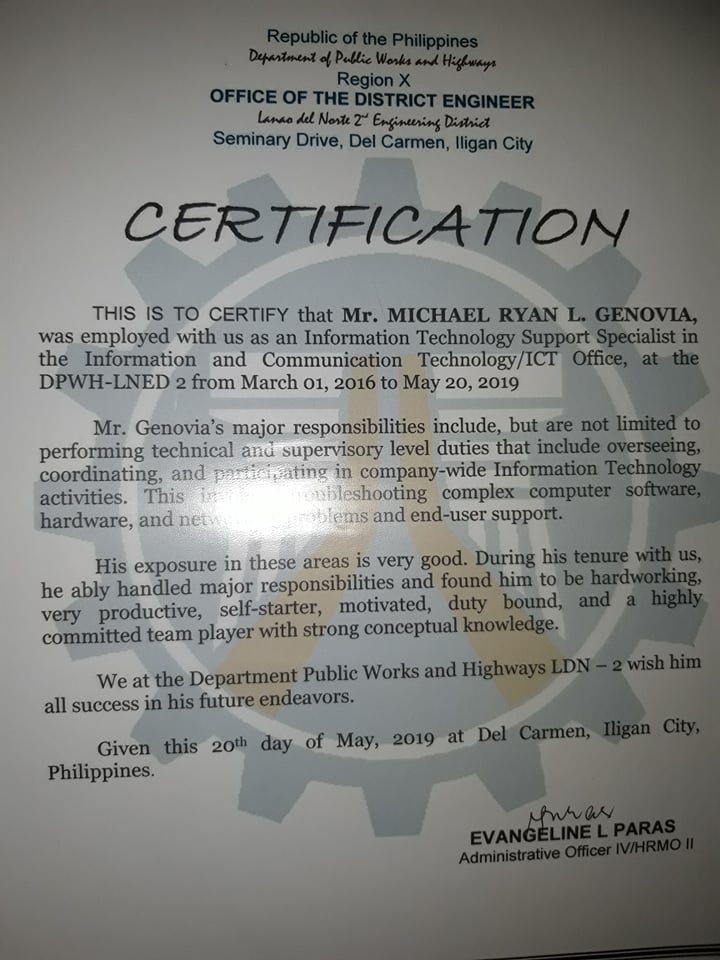 Republic of the Philippines
Department of Public Works and Highways
Region X
OFFICE OF THE DISTRICT ENGINEER
Lanao del Norte 2nd Engineering District
Seminary Drive, Del Carmen, Iligan City
CERTIFICATION
THIS IS TO CERTIFY that Mr. MICHAEL RYAN L. GENOVIA,
was employed with us as an Information Technology Support Specialist in
the Information and Communication Technology/ICT Office, at the
DPWH-LNED 2 from March 01, 2016 to May 20, 2019
Mr. Genovia's major responsibilities include, but are not limited to
performing technical and supervisory level duties that include overseeing,
coordinating, and participating in company-wide Information Technology
activities. This troubleshooting complex computer software,
hardware, and problems and end-user support.
His exposure in these areas is very good. During his tenure with us,
he ably handled major responsibilities and found him to be hardworking,
very productive, self-starter, motivated, duty bound, and a highly
committed team player with strong conceptual knowledge.
We at the Department Public Works and Highways LDN – 2 wish him
all success in his future endeavors.
Given this 20th day of May, 2019 at Del Carmen, Iligan City,
Philippines.
EVANGELINE L PARAS
Administrative Officer IV/HRMO II